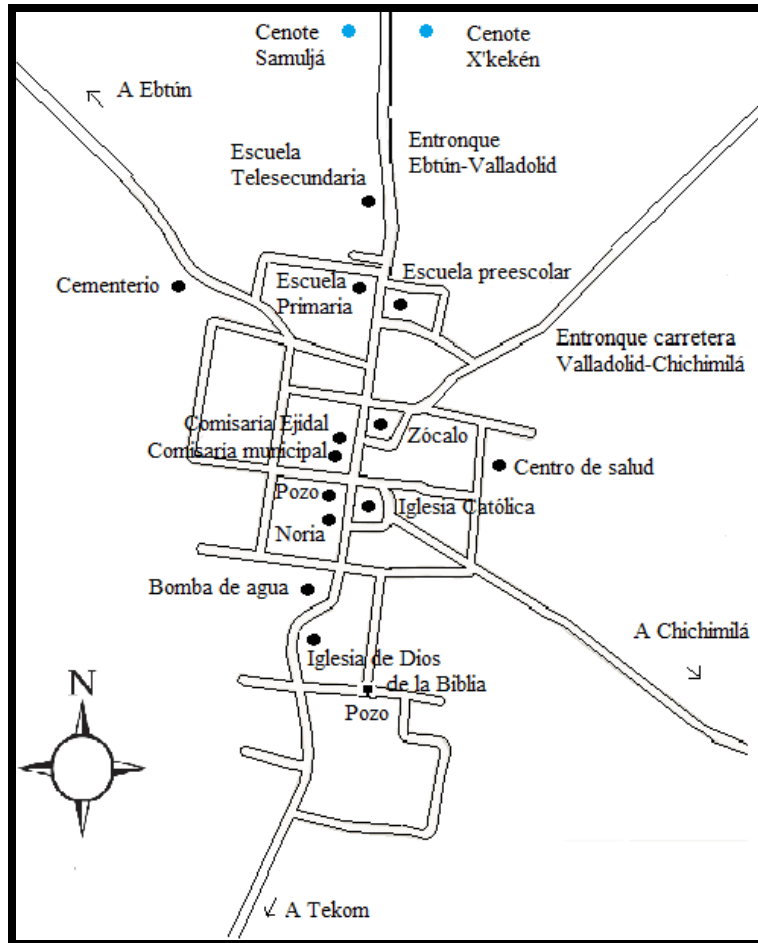 Cenote
Samuljá
Cenote
X'kekén
A Ebtún
Entronque
Ebtún-Valladolid
Escuela
Telesecundaria
Cementerio
Escuela
Primaria
Escuela preescolar
Entronque carretera
Valladolid-Chichimilá
Comisaria Ejidal
Comisaria municipal
Zócalo
Centro de salud
Pozo
Noria
Iglesia Católica
Bomba de agua
A Chichimilá
Iglesia de Dios
de la Biblia
Pozo
N
A Tekom